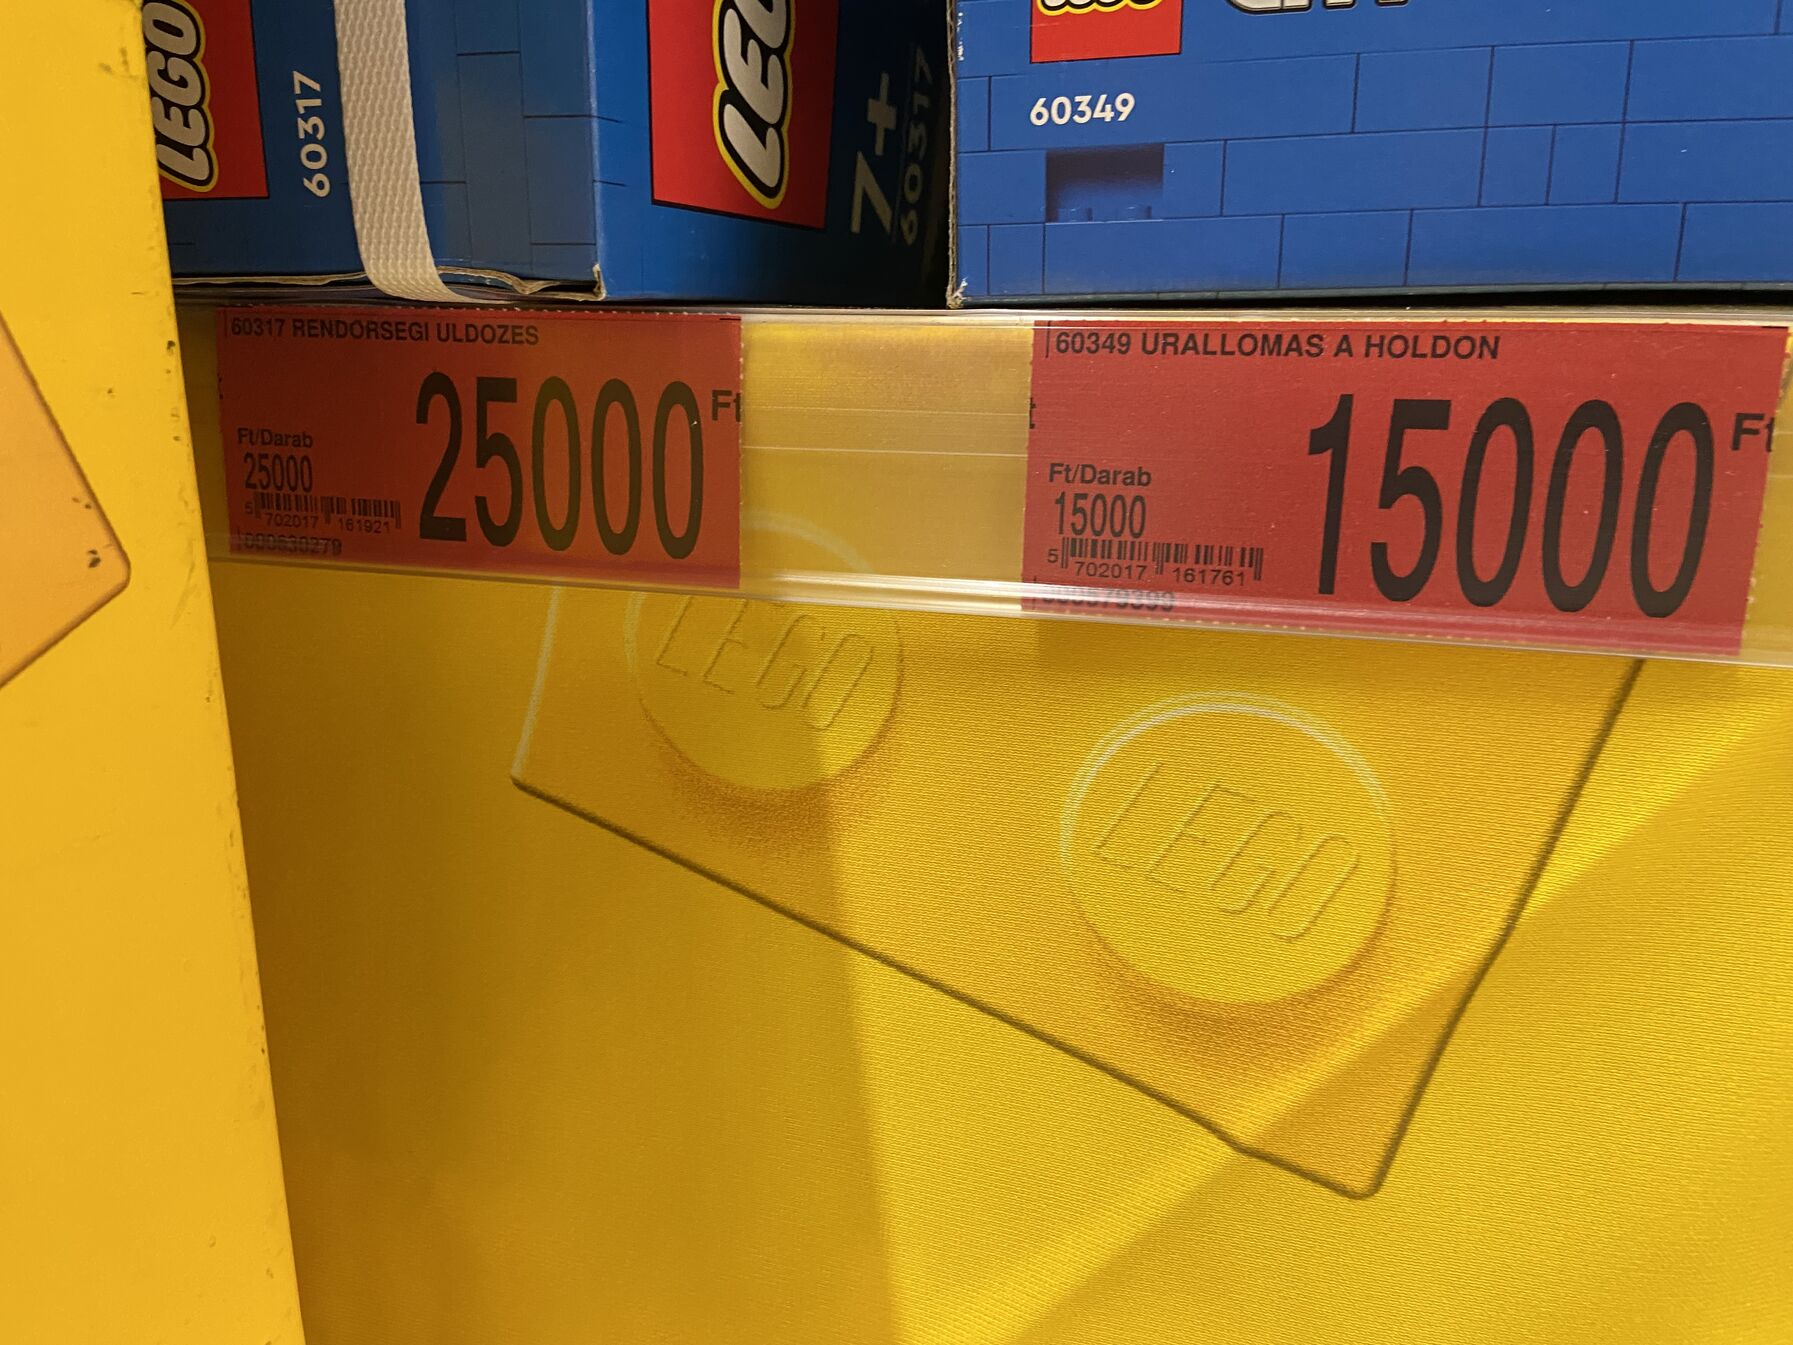 LEGO
60317
LEGO
7+
60317
60349
60317 RENDORSEGI ULDOZES
25000 Ft
Ft/Darab
25000
5 702017 161921
000530279
60349 URALLOMAS A HOLDON
15000 Ft
Ft/Darab
15000
5 702017 161761
LEGO
LEGO